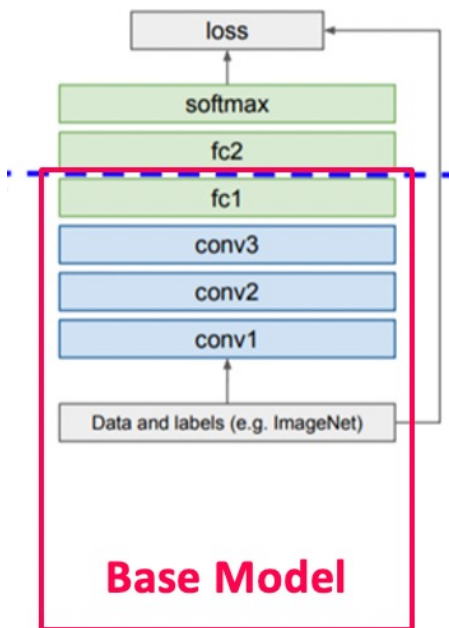 loss
softmax
fc2
fc1
conv3
conv2
conv1
Data and labels (e.g. ImageNet)
Base Model